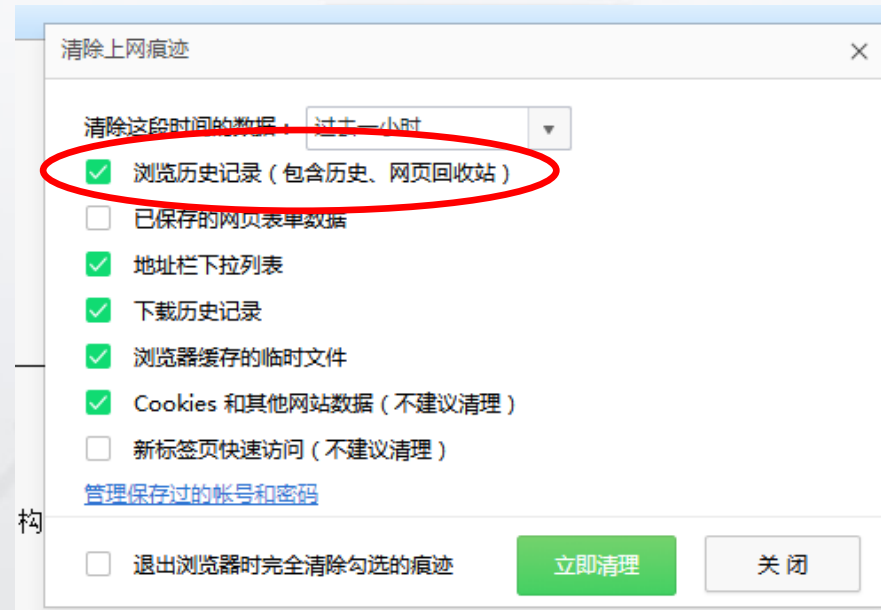 清除上网痕迹
清除这段时间的数据： 过去一小时
浏览历史记录（包含历史、网页回收站）
已保存的网页表单数据
地址栏下拉列表
下载历史记录
浏览器缓存的临时文件
Cookies 和其他网站数据（不建议清理）
新标签页快速访问（不建议清理）
管理保存过的帐号和密码
构
退出浏览器时完全清除勾选的痕迹 立即清理 关闭